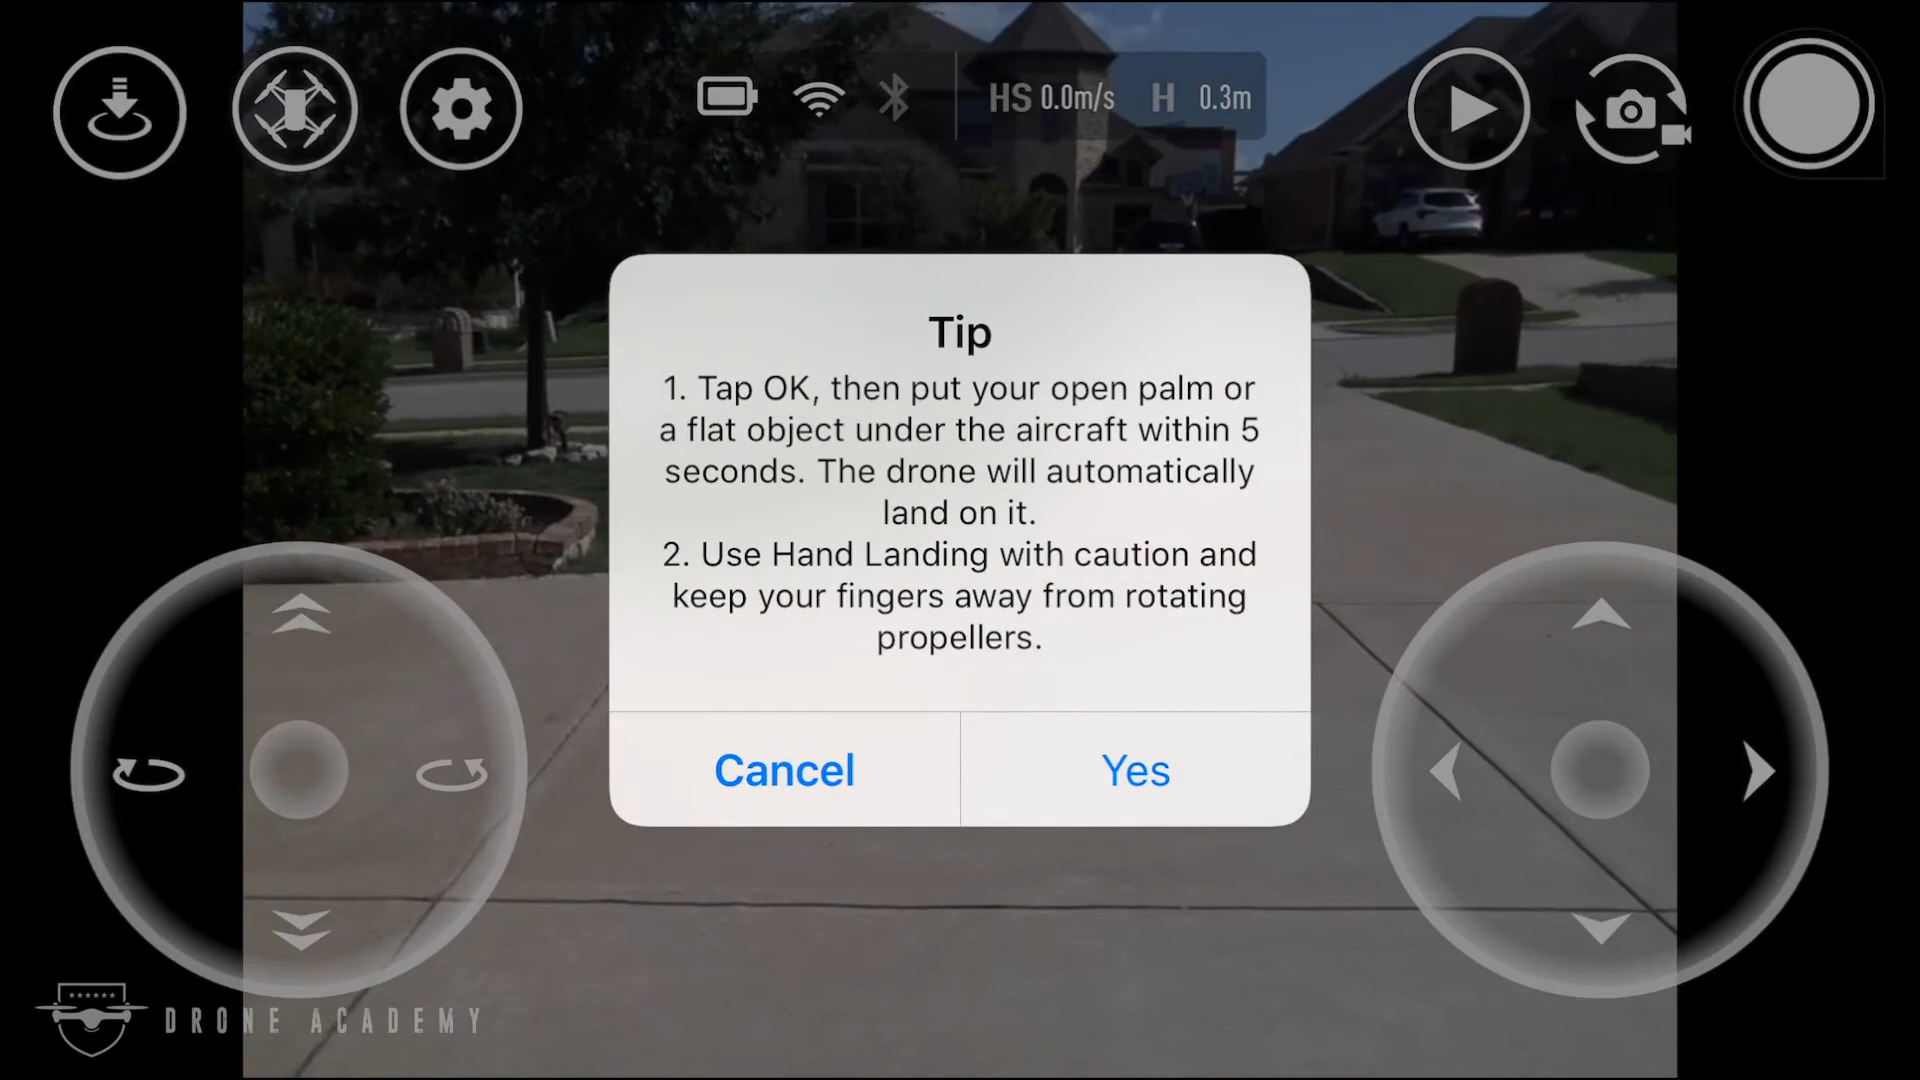 HS 0.0m/s H 0.3m
Tip
1. Tap OK, then put your open palm or
a flat object under the aircraft within 5
seconds. The drone will automatically
land on it.
2. Use Hand Landing with caution and
keep your fingers away from rotating
propellers.
Cancel Yes
DRONE ACADEMY